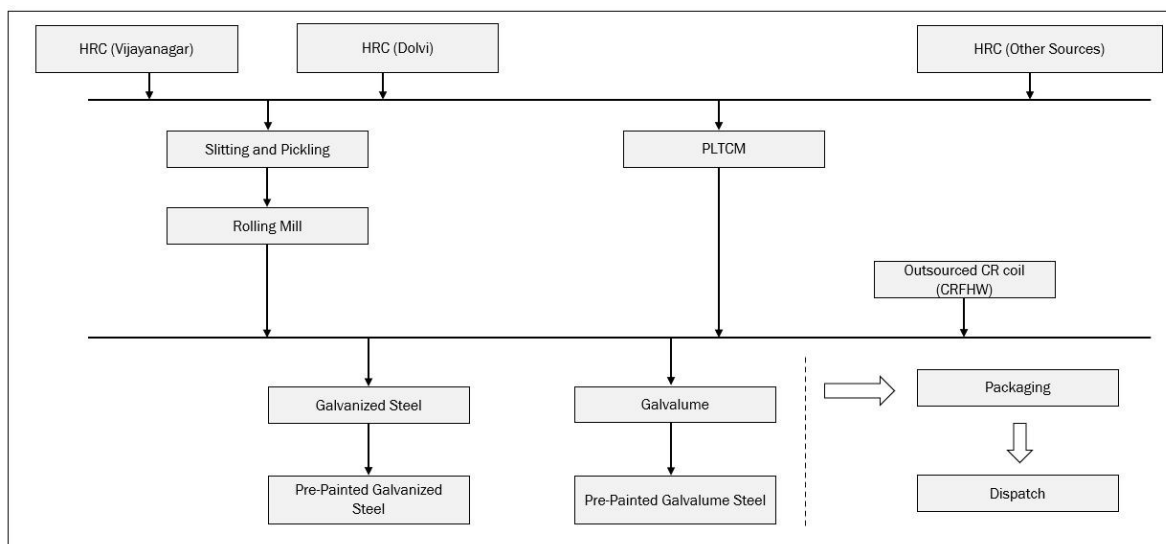 HRC (Vijayanagar)
HRC (Dolvi)
HRC (Other Sources)
Slitting and Pickling
PLTCM
Rolling Mill
Outsourced CR coil
(CRFHW)
Galvanized Steel
Galvalume
Packaging
Pre-Painted Galvanized
Steel
Pre-Painted Galvalume Steel
Dispatch